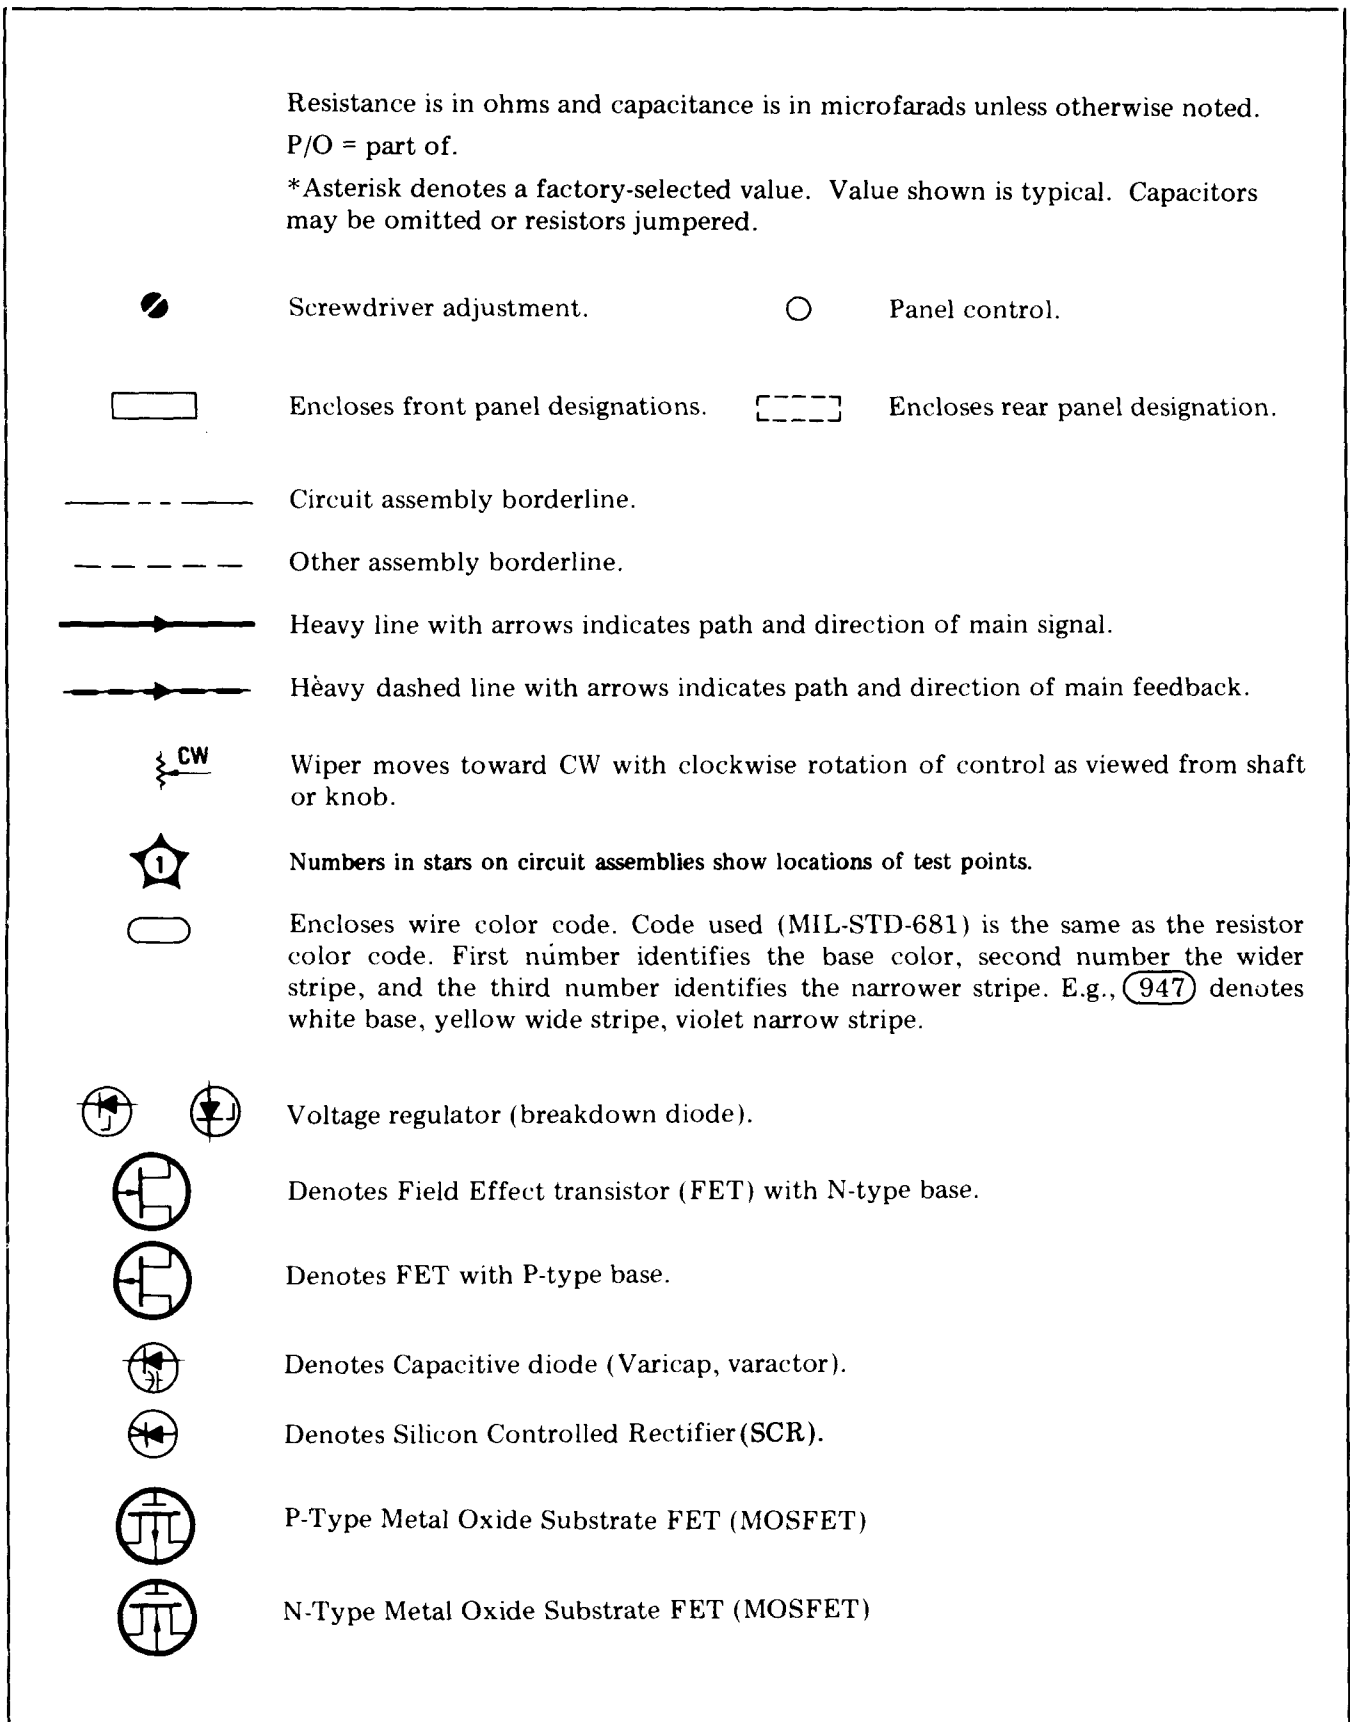 Resistance is in ohms and capacitance is in microfarads unless otherwise noted.
P/O = part of.
*Asterisk denotes a factory-selected value. Value shown is typical. Capacitors
may be omitted or resistors jumpered.
Screwdriver adjustment.
Panel control.
Encloses front panel designations.
Encloses rear panel designation.
Circuit assembly borderline.
Other assembly borderline.
Heavy line with arrows indicates path and direction of main signal.
Heavy dashed line with arrows indicates path and direction of main feedback.
CW
Wiper moves toward CW with clockwise rotation of control as viewed from shaft
or knob.
1
Numbers in stars on circuit assemblies show locations of test points.
Encloses wire color code. Code used (MIL-STD-681) is the same as the resistor
color code. First number identifies the base color, second number the wider
stripe, and the third number identifies the narrower stripe. E.g., 947 denotes
white base, yellow wide stripe, violet narrow stripe.
Voltage regulator (breakdown diode).
Denotes Field Effect transistor (FET) with N-type base.
Denotes FET with P-type base.
Denotes Capacitive diode (Varicap, varactor).
Denotes Silicon Controlled Rectifier (SCR).
P-Type Metal Oxide Substrate FET (MOSFET)
N-Type Metal Oxide Substrate FET (MOSFET)